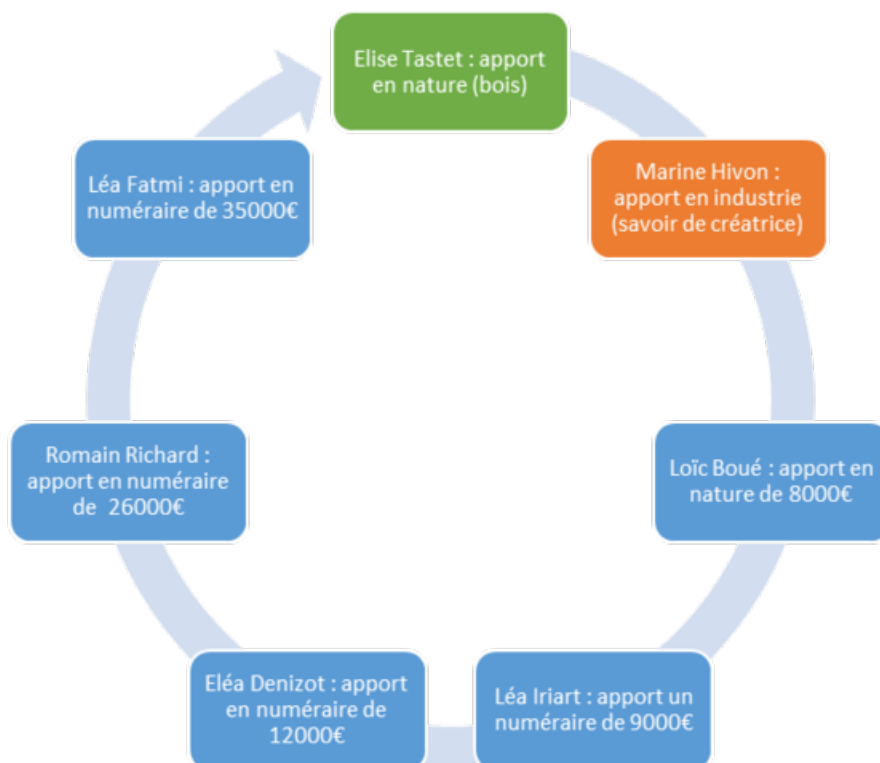 Elise Tastet : apport
en nature (bois)
Marine Hivon :
apport en industrie
(savoir de créatrice)
Loïc Boué : apport en
nature de 8000€
Léa Iriart : apport un
numéraire de 9000€
Eléa Denizot : apport
en numéraire de
12000€
Romain Richard :
apport en numéraire
de 26000€
Léa Fatmi : apport en
numéraire de 35000€